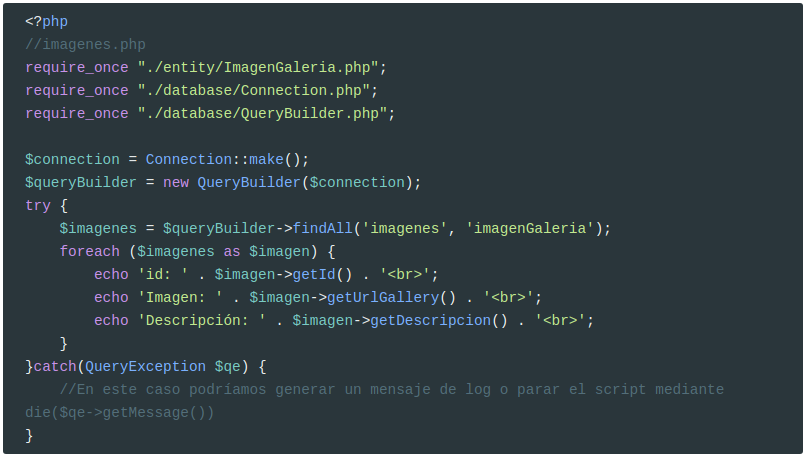 <?php
//imagenes.php
require_once "./entity/ImagenGaleria.php";
require_once "./database/Connection.php";
require_once "./database/QueryBuilder.php";

$connection = Connection::make();
$queryBuilder = new QueryBuilder($connection);
try {
    $imagenes = $queryBuilder->findAll('imagenes', 'imagenGaleria');
    foreach ($imagenes as $imagen) {
        echo 'id: ' . $imagen->getId() . '<br>';
        echo 'Imagen: ' . $imagen->getUrlGallery() . '<br>';
        echo 'Descripción: ' . $imagen->getDescripcion() . '<br>';
    }
}catch(QueryException $qe) {
    //En este caso podríamos generar un mensaje de log o parar el script mediante
die($qe->getMessage())
}